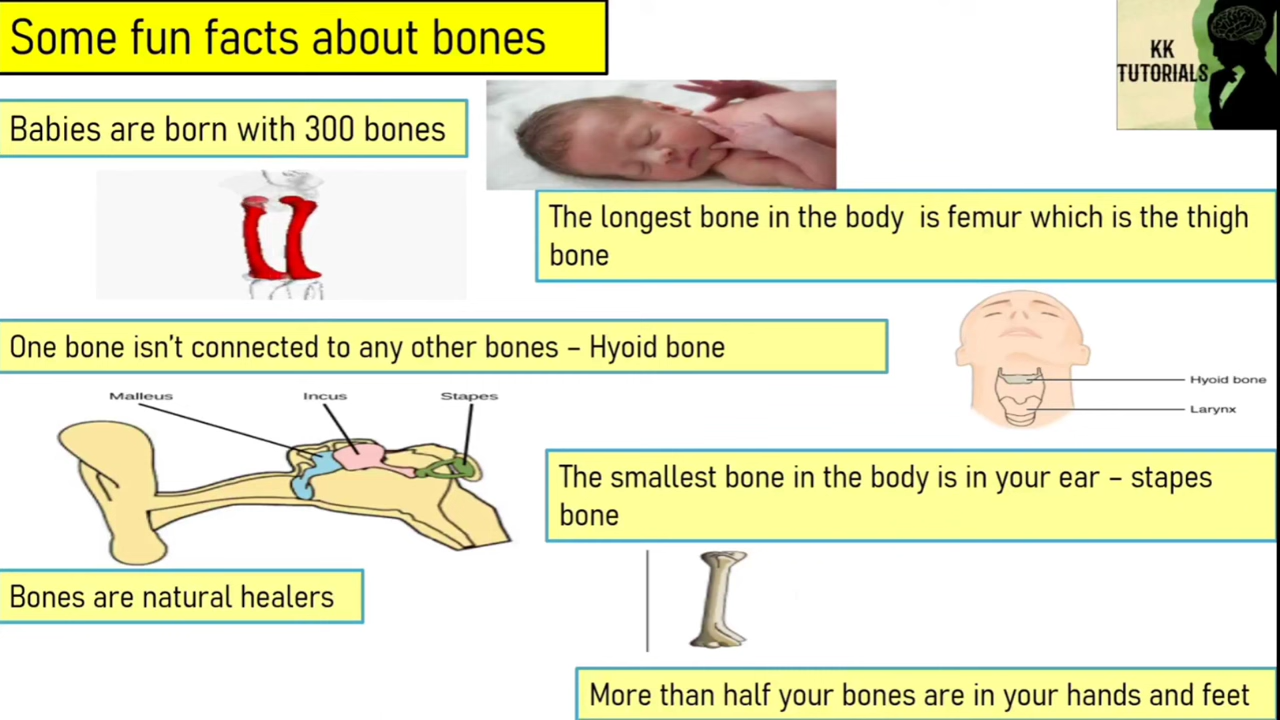 Some fun facts about bones
KK
TUTORIALS
Babies are born with 300 bones
The longest bone in the body is femur which is the thigh
bone
One bone isn't connected to any other bones – Hyoid bone
Hyoid bone
Larynx
Malleus
Incus
Stapes
The smallest bone in the body is in your ear – stapes
bone
Bones are natural healers
More than half your bones are in your hands and feet